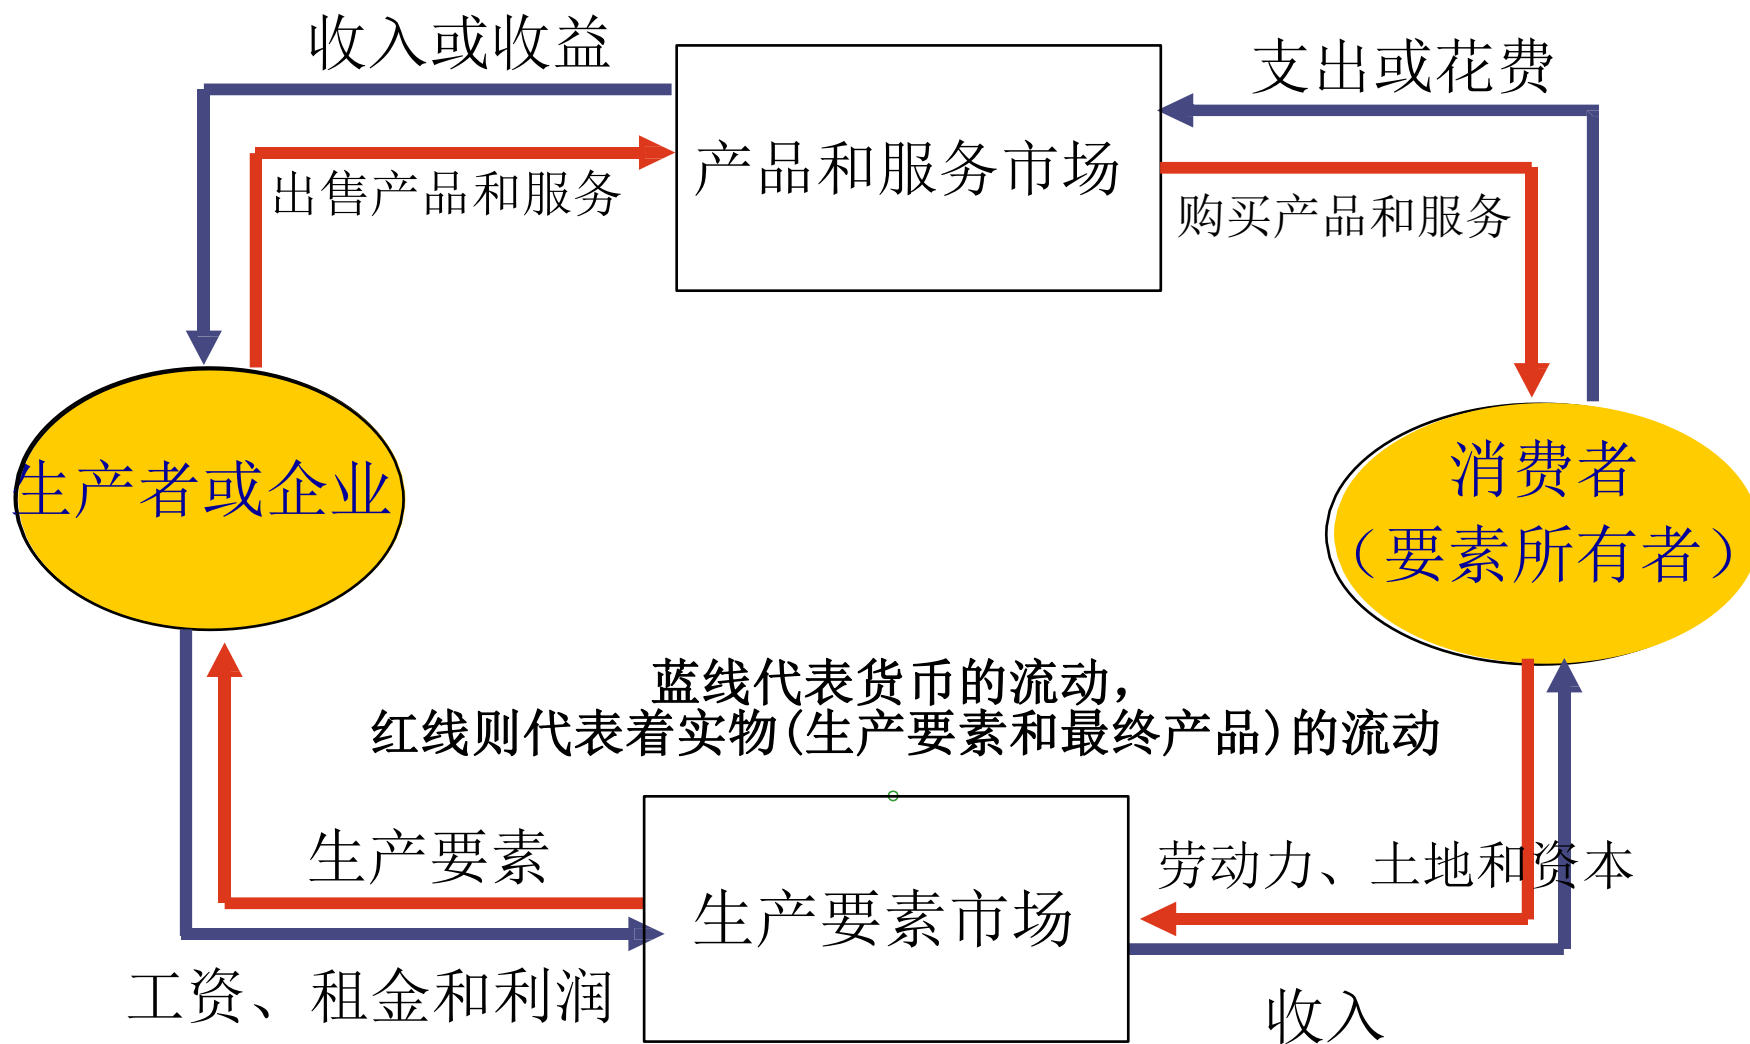 收入或收益
支出或花费
产品和服务市场
出售产品和服务
购买产品和服务
生产者或企业
消费者
（要素所有者）
蓝线代表货币的流动，
红线则代表着实物(生产要素和最终产品)的流动
生产要素
劳动力、土地和资本
生产要素市场
工资、租金和利润
收入